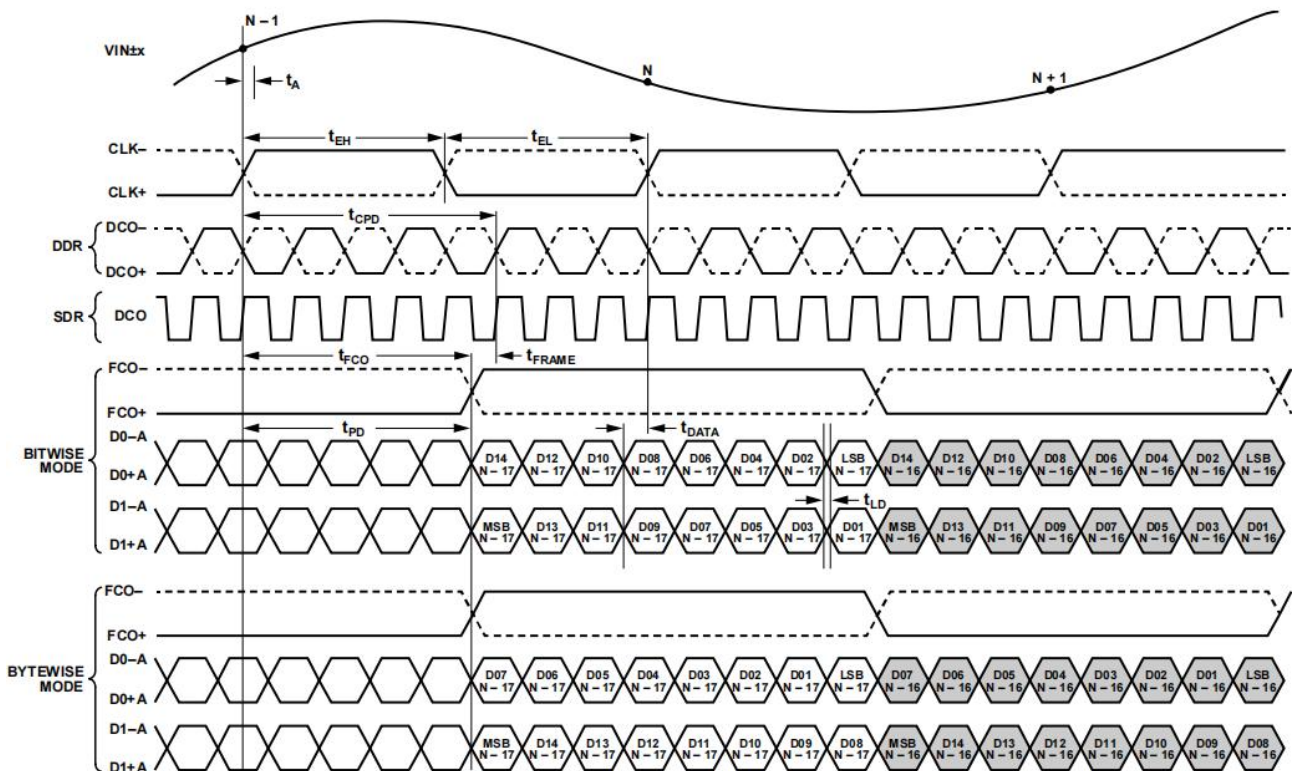 N – 1
VIN±x
tA
N
N + 1
tEH
tEL
CLK–
CLK+
tCPD
DCO–
DDR
DCO+
SDR
DCO
tFCO
tFRAME
FCO–
FCO+
tPD
tDATA
D0–A
BITWISE
MODE
D0+A
D14 D12 D10 D08 D06 D04 D02 LSB D14 D12 D10 D08 D06 D04 D02 LSB
N – 17 N – 17 N – 17 N – 17 N – 17 N – 17 N – 17 N – 17 N – 16 N – 16 N – 16 N – 16 N – 16 N – 16 N – 16 N – 16
tLD
D1–A
D1+A
MSB D13 D11 D09 D07 D05 D03 D01 MSB D13 D11 D09 D07 D05 D03 D01
N – 17 N – 17 N – 17 N – 17 N – 17 N – 17 N – 17 N – 17 N – 16 N – 16 N – 16 N – 16 N – 16 N – 16 N – 16 N – 16
FCO–
FCO+
BYTEWISE
MODE
D0–A
D0+A
D07 D06 D05 D04 D03 D02 D01 LSB D07 D06 D05 D04 D03 D02 D01 LSB
N – 17 N – 17 N – 17 N – 17 N – 17 N – 17 N – 17 N – 17 N – 16 N – 16 N – 16 N – 16 N – 16 N – 16 N – 16 N – 16
D1–A
D1+A
MSB D14 D13 D12 D11 D10 D09 D08 MSB D14 D13 D12 D11 D10 D09 D08
N – 17 N – 17 N – 17 N – 17 N – 17 N – 17 N – 17 N – 17 N – 16 N – 16 N – 16 N – 16 N – 16 N – 16 N – 16 N – 16